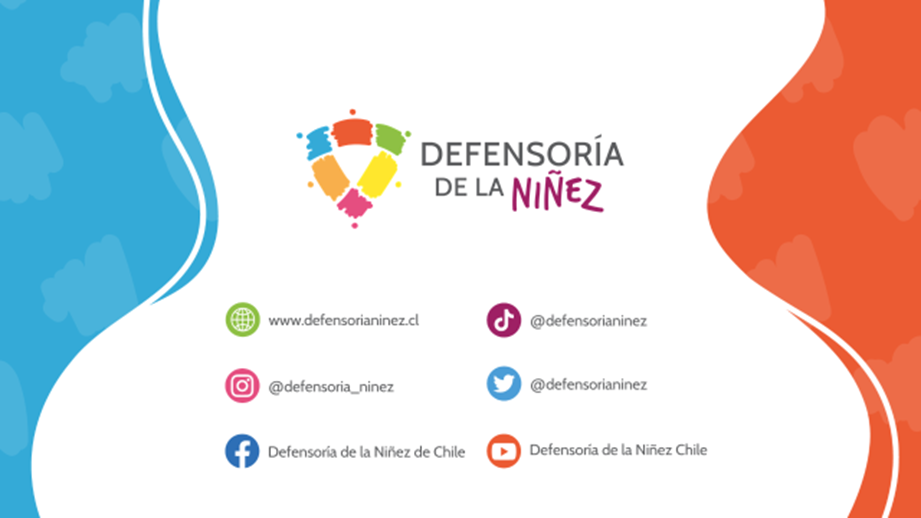 DEFENSORÍA
DE LA NIÑEZ
www.defensorianinez.cl
@defensorianinez
@defensoria_ninez
@defensorianinez
Defensoría de la Niñez de Chile
Defensoría de la Niñez Chile